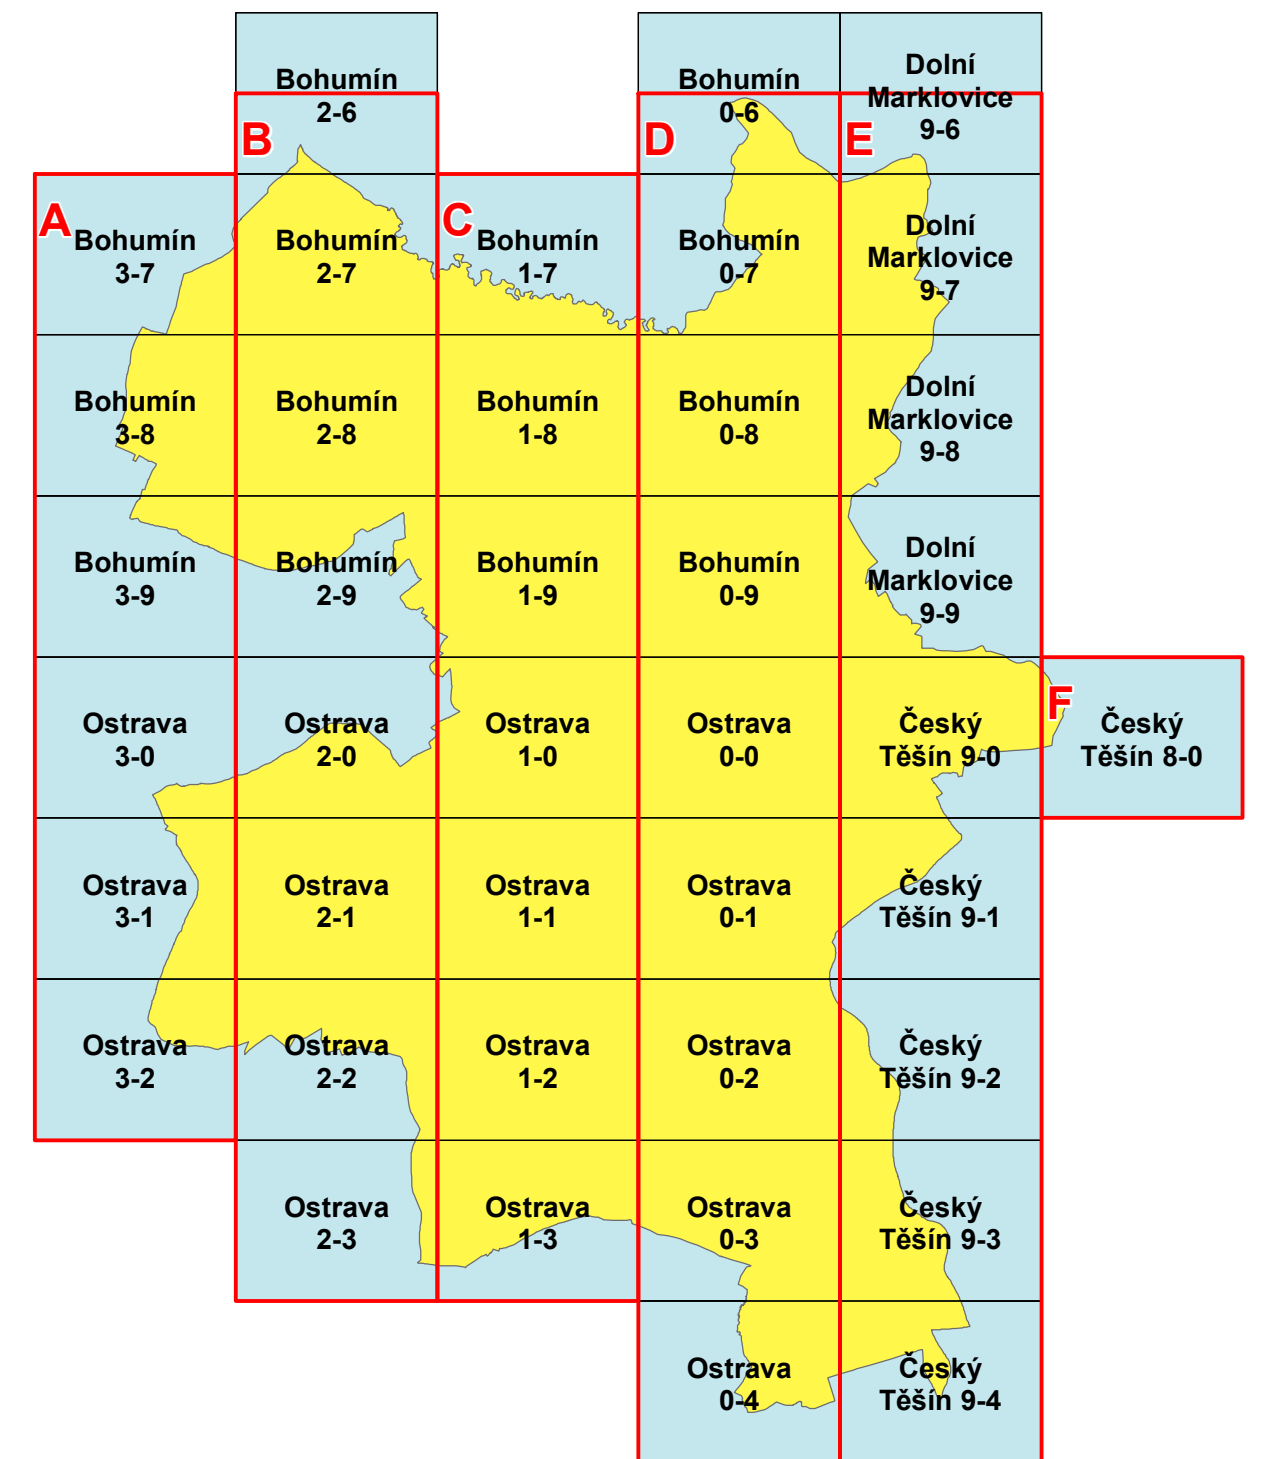 Bohumín
2-6
Bohumín
0-6
Dolní
Marklovice
9-6
B
D
E
A
Bohumín
3-7
Bohumín
2-7
C
Bohumín
1-7
Bohumín
0-7
Dolní
Marklovice
9-7
Bohumín
3-8
Bohumín
2-8
Bohumín
1-8
Bohumín
0-8
Dolní
Marklovice
9-8
Bohumín
3-9
Bohumín
2-9
Bohumín
1-9
Bohumín
0-9
Dolní
Marklovice
9-9
Ostrava
3-0
Ostrava
2-0
Ostrava
1-0
Ostrava
0-0
Český
Těšín 9-0
F
Český
Těšín 8-0
Ostrava
3-1
Ostrava
2-1
Ostrava
1-1
Ostrava
0-1
Český
Těšín 9-1
Ostrava
3-2
Ostrava
2-2
Ostrava
1-2
Ostrava
0-2
Český
Těšín 9-2
Ostrava
2-3
Ostrava
1-3
Ostrava
0-3
Český
Těšín 9-3
Ostrava
0-4
Český
Těšín 9-4